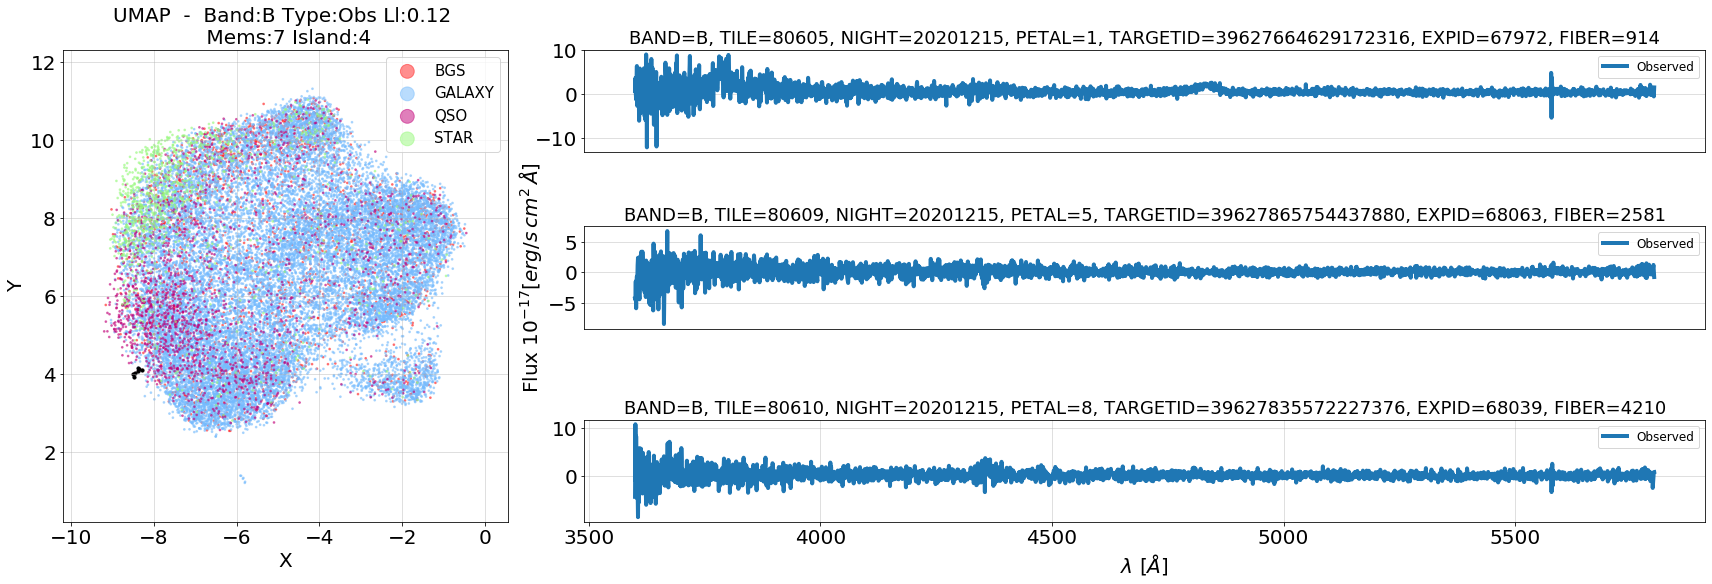 UMAP  -  Band:B Type:Obs Ll:0.12
Mems:7 Island:4
12
10
8
6
4
2
Y
−10
−8
−6
−4
−2
0
X
BGS
GALAXY
QSO
STAR
Flux 10⁻¹⁷[erg/s cm² Å]
BAND=B, TILE=80605, NIGHT=20201215, PETAL=1, TARGETID=39627664629172316, EXPID=67972, FIBER=914
10
0
−10
Observed
BAND=B, TILE=80609, NIGHT=20201215, PETAL=5, TARGETID=39627865754437880, EXPID=68063, FIBER=2581
5
0
−5
Observed
BAND=B, TILE=80610, NIGHT=20201215, PETAL=8, TARGETID=39627835572227376, EXPID=68039, FIBER=4210
10
0
Observed
3500
4000
4500
5000
5500
λ [Å]